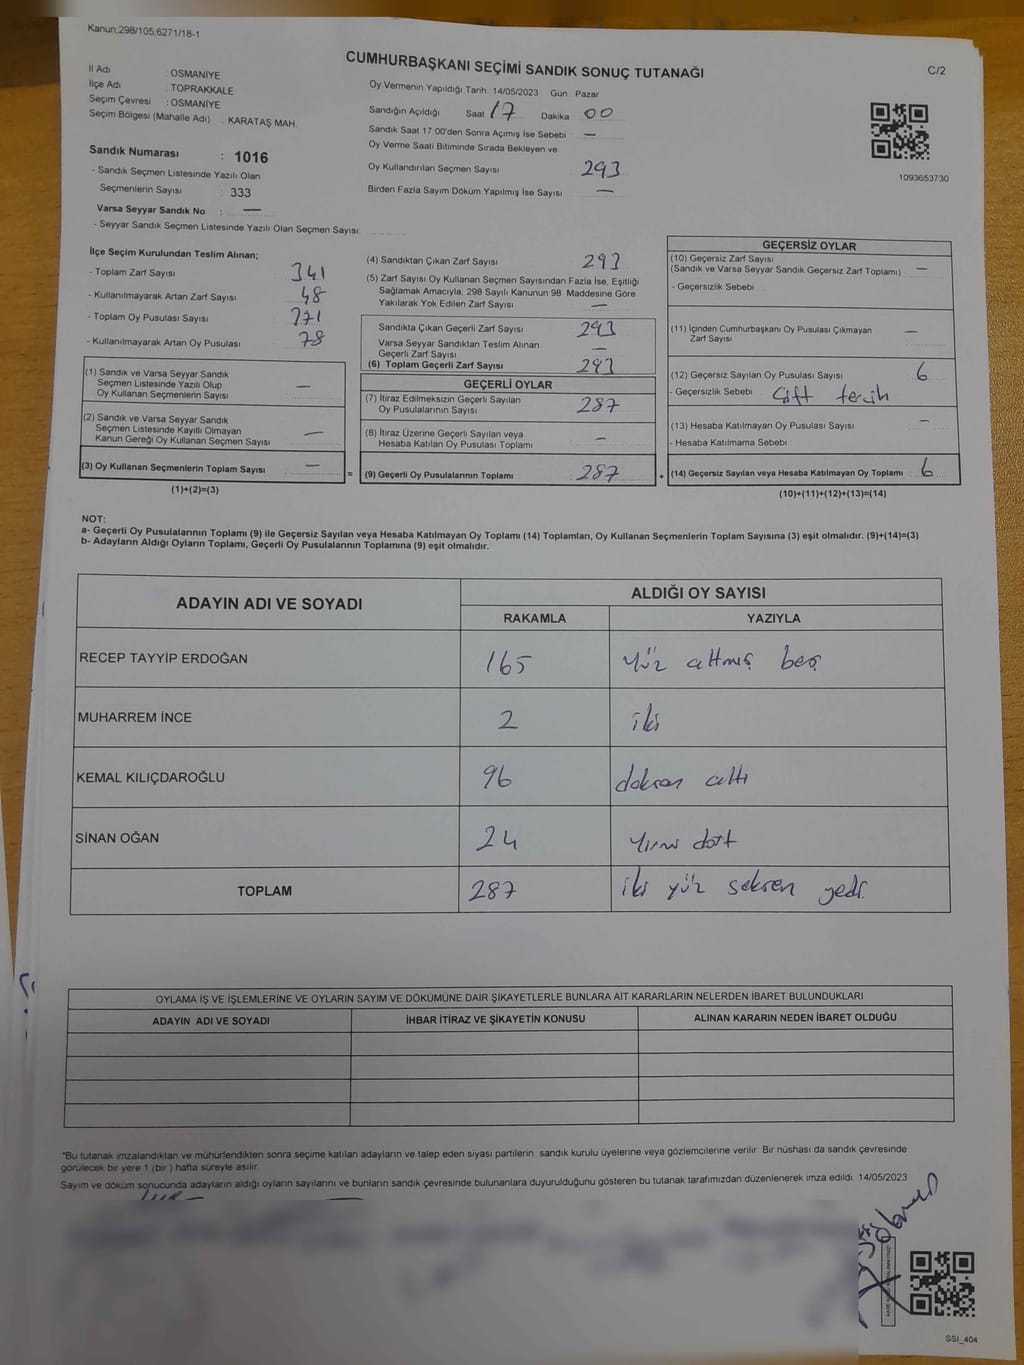 Kanun;298/105;6271/18-1
CUMHURBAŞKANI SEÇİMİ SANDIK SONUÇ TUTANAĞI
C/2
İl Adı : OSMANİYE
İlçe Adı : TOPRAKKALE
Seçim Çevresi : OSMANİYE
Seçim Bölgesi (Mahalle Adı) : KARATAŞ MAH.
Sandık Numarası : 1016
- Sandık Seçmen Listesinde Yazılı Olan
Seçmenlerin Sayısı : 333
Varsa Seyyar Sandık No : —
- Seyyar Sandık Seçmen Listesinde Yazılı Olan Seçmen Sayısı:
Oy Vermenin Yapıldığı Tarih : 14/05/2023 Gün : Pazar
Sandığın Açıldığı Saat 17 Dakika 00
Sandık Saat 17:00'den Sonra Açımış İse Sebebi —
Oy Verme Saati Bitiminde Sırada Bekleyen ve
Oy Kullandırılan Seçmen Sayısı 293
Birden Fazla Sayım Döküm Yapılmış İse Sayısı —
1093653730
İlçe Seçim Kurulundan Teslim Alınan;
- Toplam Zarf Sayısı 341
- Kullanılmayarak Artan Zarf Sayısı 48
- Toplam Oy Pusulası Sayısı 371
- Kullanılmayarak Artan Oy Pusulası 78
(1) Sandık ve Varsa Seyyar Sandık
Seçmen Listesinde Yazılı Olup
Oy Kullanan Seçmenlerin Sayısı —
(2) Sandık ve Varsa Seyyar Sandık
Seçmen Listesinde Kayıtlı Olmayan
Kanun Gereği Oy Kullanan Seçmen Sayısı —
(3) Oy Kullanan Seçmenlerin Toplam Sayısı — =
(1)+(2)=(3)
(4) Sandıktan Çıkan Zarf Sayısı 293
(5) Zarf Sayısı Oy Kullanan Seçmen Sayısından Fazla İse, Eşitliği
Sağlamak Amacıyla, 298 Sayılı Kanunun 98. Maddesine Göre
Yakılarak Yok Edilen Zarf Sayısı —
Sandıkta Çıkan Geçerli Zarf Sayısı 293
Varsa Seyyar Sandıktan Teslim Alınan
Geçerli Zarf Sayısı —
(6) Toplam Geçerli Zarf Sayısı 293
GEÇERLİ OYLAR
(7) İtiraz Edilmeksizin Geçerli Sayılan
Oy Pusulalarının Sayısı 287
(8) İtiraz Üzerine Geçerli Sayılan veya
Hesaba Katılan Oy Pusulası Toplamı —
(9) Geçerli Oy Pusulalarının Toplamı 287 +
GEÇERSİZ OYLAR
(10) Geçersiz Zarf Sayısı
(Sandık ve Varsa Seyyar Sandık Geçersiz Zarf Toplamı) —
- Geçersizlik Sebebi
(11) İçinden Cumhurbaşkanı Oy Pusulası Çıkmayan
Zarf Sayısı —
(12) Geçersiz Sayılan Oy Pusulası Sayısı 6
- Geçersizlik Sebebi Çift tercih
(13) Hesaba Katılmayan Oy Pusulası Sayısı —
- Hesaba Katılmama Sebebi
(14) Geçersiz Sayılan veya Hesaba Katılmayan Oy Toplamı 6
(10)+(11)+(12)+(13)=(14)
NOT:
a- Geçerli Oy Pusulalarının Toplamı (9) ile Geçersiz Sayılan veya Hesaba Katılmayan Oy Toplamı (14) Toplamları, Oy Kullanan Seçmenlerin Toplam Sayısına (3) eşit olmalıdır. (9)+(14)=(3)
b- Adayların Aldığı Oyların Toplamı, Geçerli Oy Pusulalarının Toplamına (9) eşit olmalıdır.
ADAYIN ADI VE SOYADI
ALDIĞI OY SAYISI
RAKAMLA YAZIYLA
RECEP TAYYİP ERDOĞAN 165 Yüz altmış beş
MUHARREM İNCE 2 iki
KEMAL KILIÇDAROĞLU 96 doksan altı
SİNAN OĞAN 24 Yirmi dört
TOPLAM 287 iki yüz seksen yedi.
OYLAMA İŞ VE İŞLEMLERİNE VE OYLARIN SAYIM VE DÖKÜMÜNE DAİR ŞİKAYETLERLE BUNLARA AİT KARARLARIN NELERDEN İBARET BULUNDUKLARI
ADAYIN ADI VE SOYADI İHBAR İTİRAZ VE ŞİKAYETİN KONUSU ALINAN KARARIN NEDEN İBARET OLDUĞU
*Bu tutanak imzalandıktan ve mühürlendikten sonra seçime katılan adayların ve talep eden siyasi partilerin sandık kurulu üyelerine veya gözlemcilerine verilir. Bir nüshası da sandık çevresinde
görülecek bir yere 1 (bir ) hafta süreyle asılır.
Sayım ve döküm sonucunda adayların aldığı oyların sayılarını ve bunların sandık çevresinde bulunanlara duyurulduğunu gösteren bu tutanak tarafımızdan düzenlenerek imza edildi. 14/05/2023
SSI_404